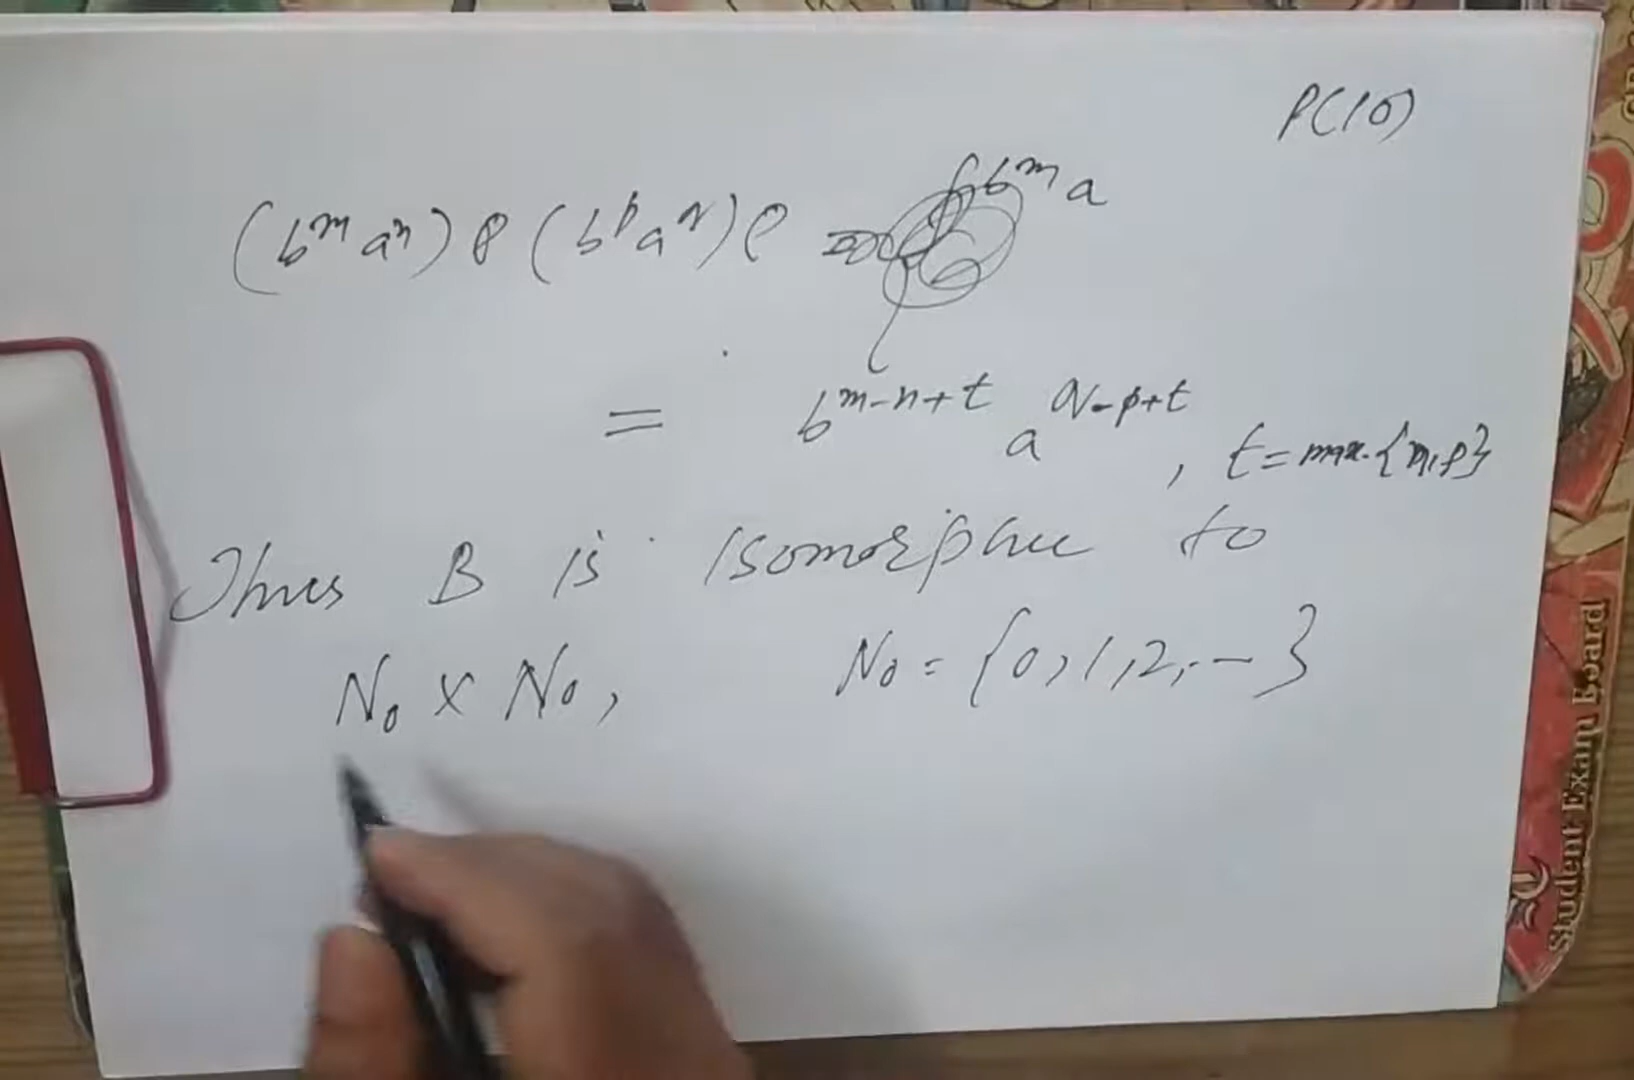 P(10)
(b^m a^n) ρ (b^p a^q) ρ
b^m a
= b^{m-n+t} a^{q-p+t}, t = max.{n,p}
Thus B is isomorphic to
N₀ x N₀, N₀ = {0,1,2,--}
Student Exam Board